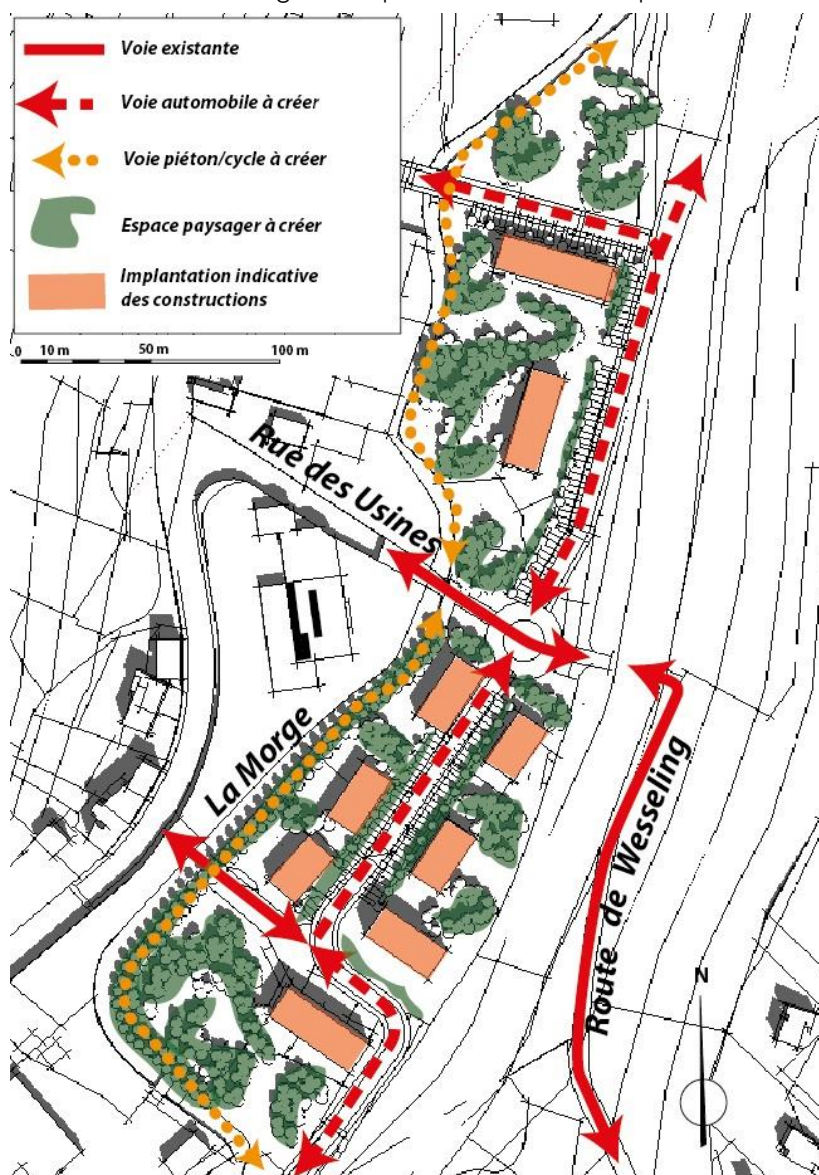 Voie existante
Voie automobile à créer
Voie piéton/cycle à créer
Espace paysager à créer
Implantation indicative
des constructions
0 10 m 50 m 100 m
Rue des Usines
La Morge
Route de Wesseling
N